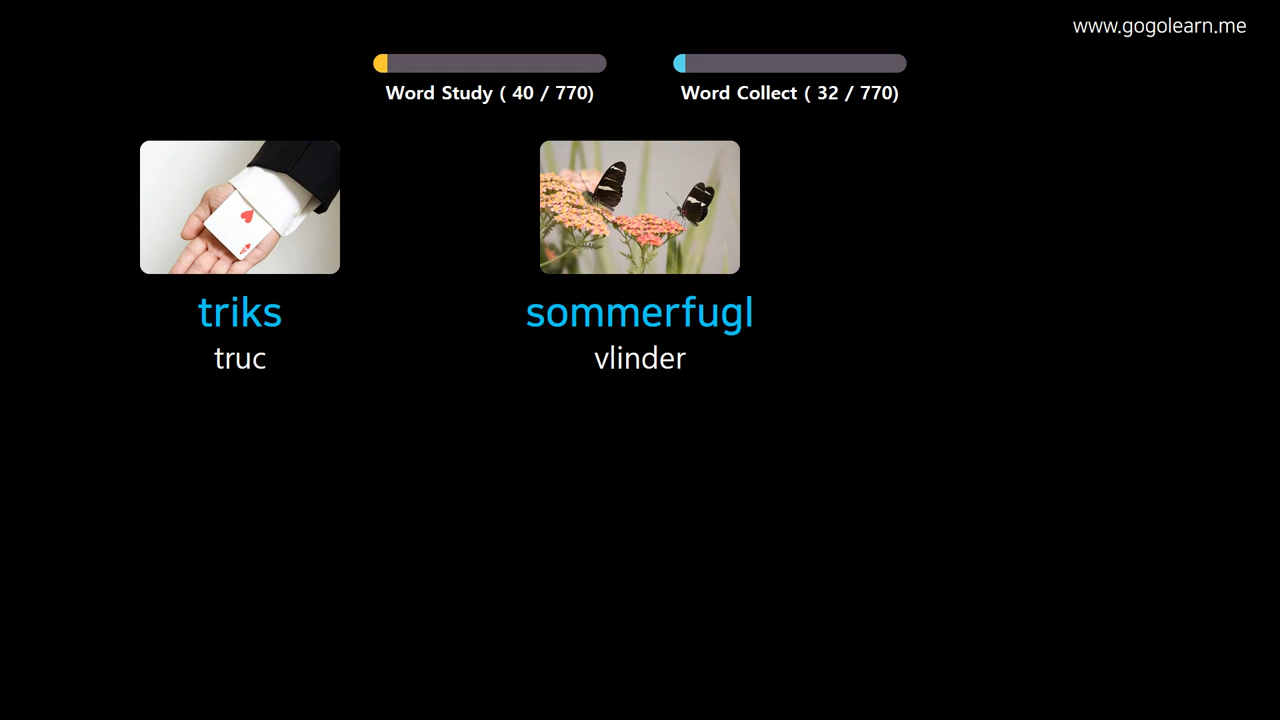 www.gogolearn.me
Word Study ( 40 / 770)
Word Collect ( 32 / 770)
triks
truc
sommerfugl
vlinder